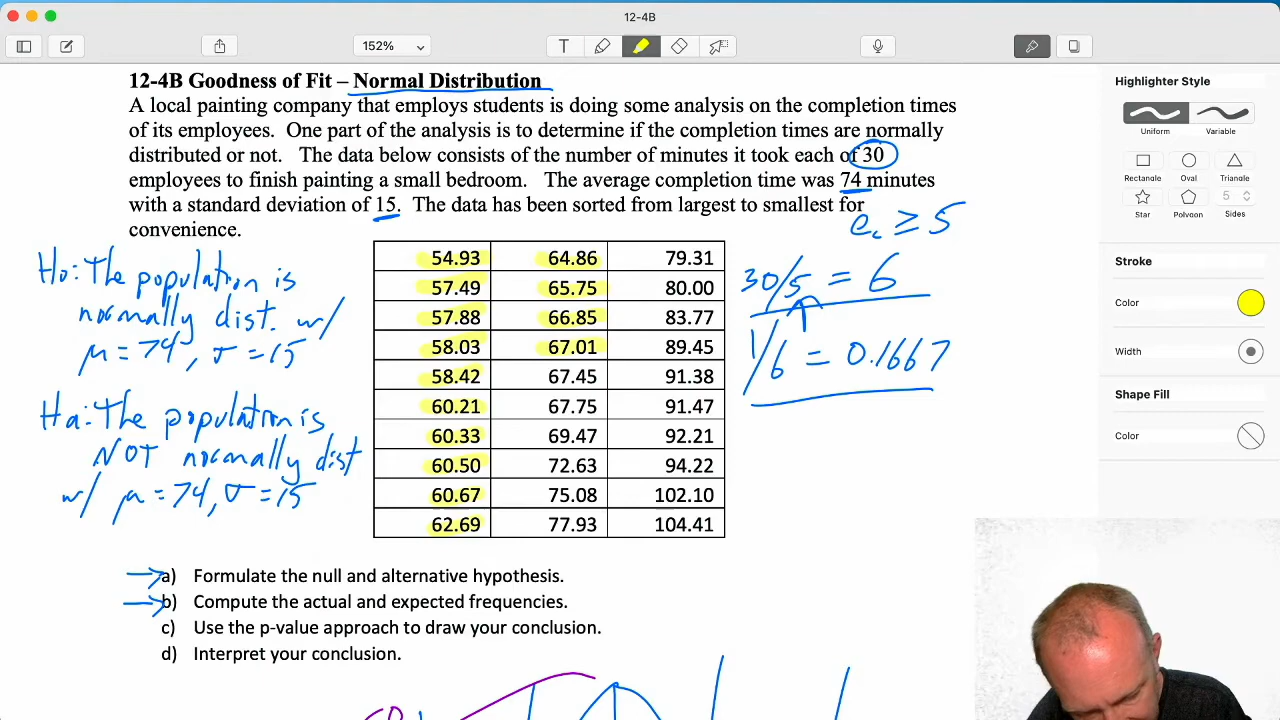 12-4B
152%
T
12-4B Goodness of Fit – Normal Distribution
A local painting company that employs students is doing some analysis on the completion times
of its employees. One part of the analysis is to determine if the completion times are normally
distributed or not. The data below consists of the number of minutes it took each of 30
employees to finish painting a small bedroom. The average completion time was 74 minutes
with a standard deviation of 15. The data has been sorted from largest to smallest for
convenience.
e_c ≥ 5
Ho: The population is
normally dist. w/
μ = 74, σ = 15
Ha: The population is
NOT normally dist
w/ μ = 74, σ = 15
54.93 64.86 79.31
57.49 65.75 80.00
57.88 66.85 83.77
58.03 67.01 89.45
58.42 67.45 91.38
60.21 67.75 91.47
60.33 69.47 92.21
60.50 72.63 94.22
60.67 75.08 102.10
62.69 77.93 104.41
30/5 = 6
1/6 = 0.1667
a) Formulate the null and alternative hypothesis.
b) Compute the actual and expected frequencies.
c) Use the p-value approach to draw your conclusion.
d) Interpret your conclusion.
Highlighter Style
Uniform Variable
Rectangle Oval Triangle
Star Polygon 5 Sides
Stroke
Color
Width
Shape Fill
Color